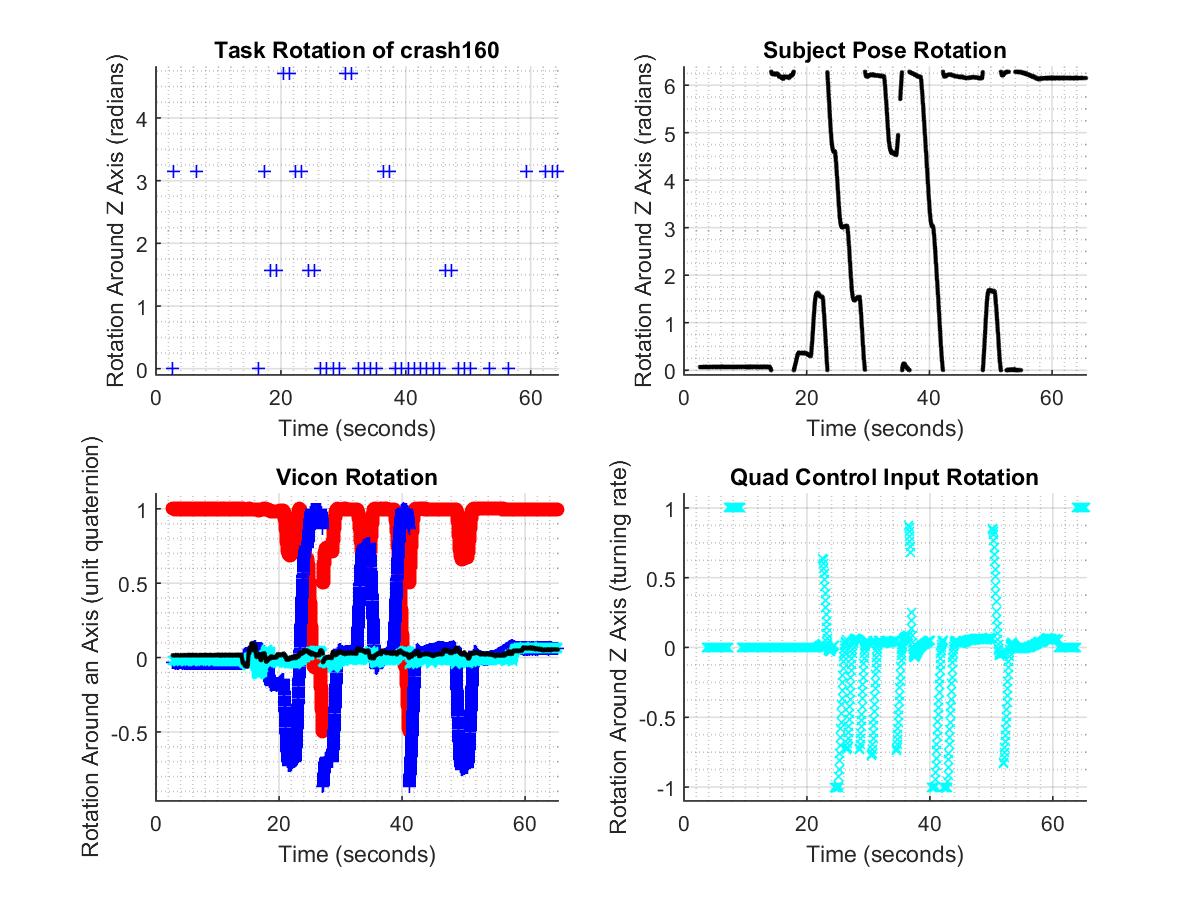 Task Rotation of crash160
Rotation Around Z Axis (radians)
4
3
2
1
0
0 20 40 60
Time (seconds)
Subject Pose Rotation
Rotation Around Z Axis (radians)
6
5
4
3
2
1
0
0 20 40 60
Time (seconds)
Vicon Rotation
Rotation Around an Axis (unit quaternion)
1
0.5
0
-0.5
0 20 40 60
Time (seconds)
Quad Control Input Rotation
Rotation Around Z Axis (turning rate)
1
0.5
0
-0.5
-1
0 20 40 60
Time (seconds)